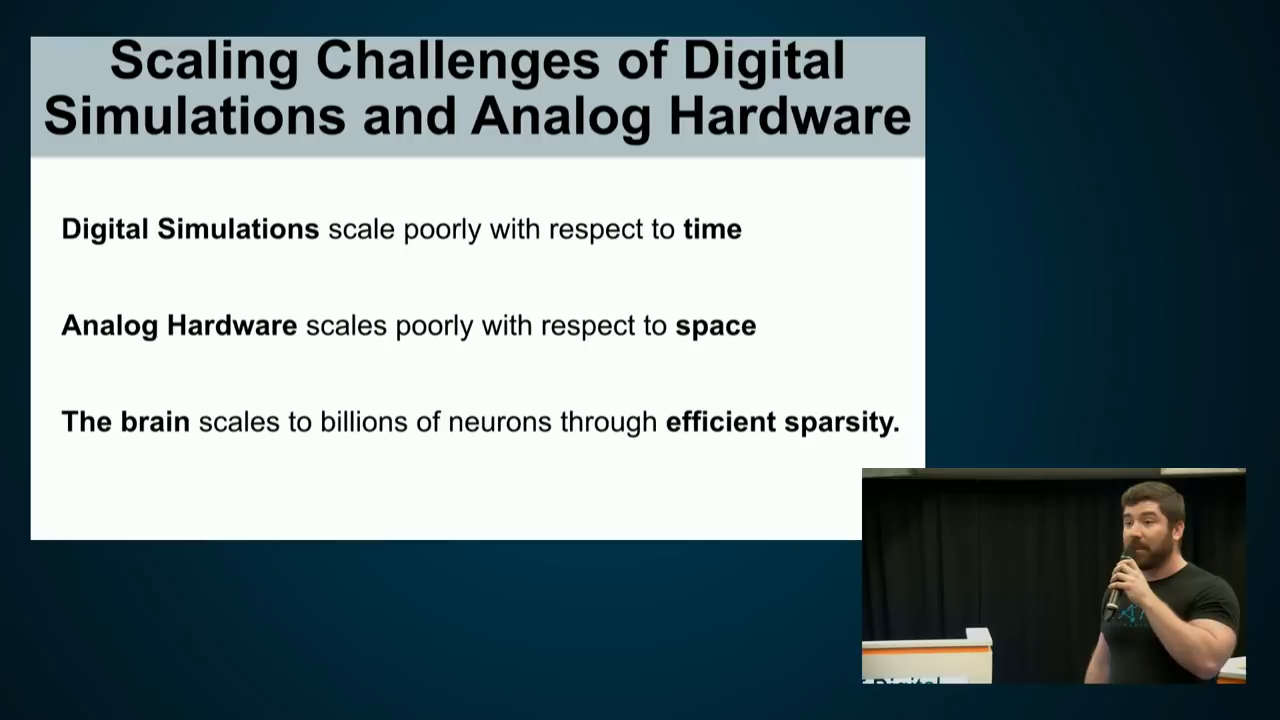 Scaling Challenges of Digital
Simulations and Analog Hardware
Digital Simulations scale poorly with respect to time
Analog Hardware scales poorly with respect to space
The brain scales to billions of neurons through efficient sparsity.